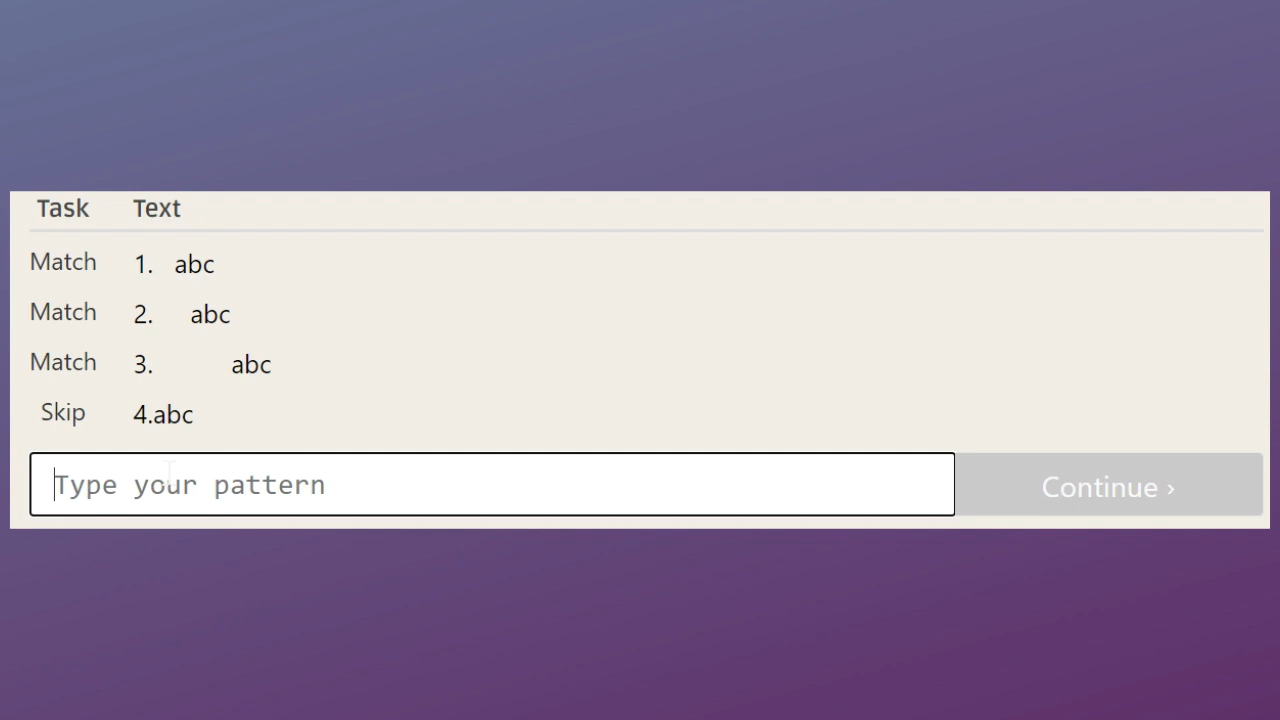 Task Text
Match 1. abc
Match 2. abc
Match 3. abc
Skip 4.abc
Type your pattern Continue ›